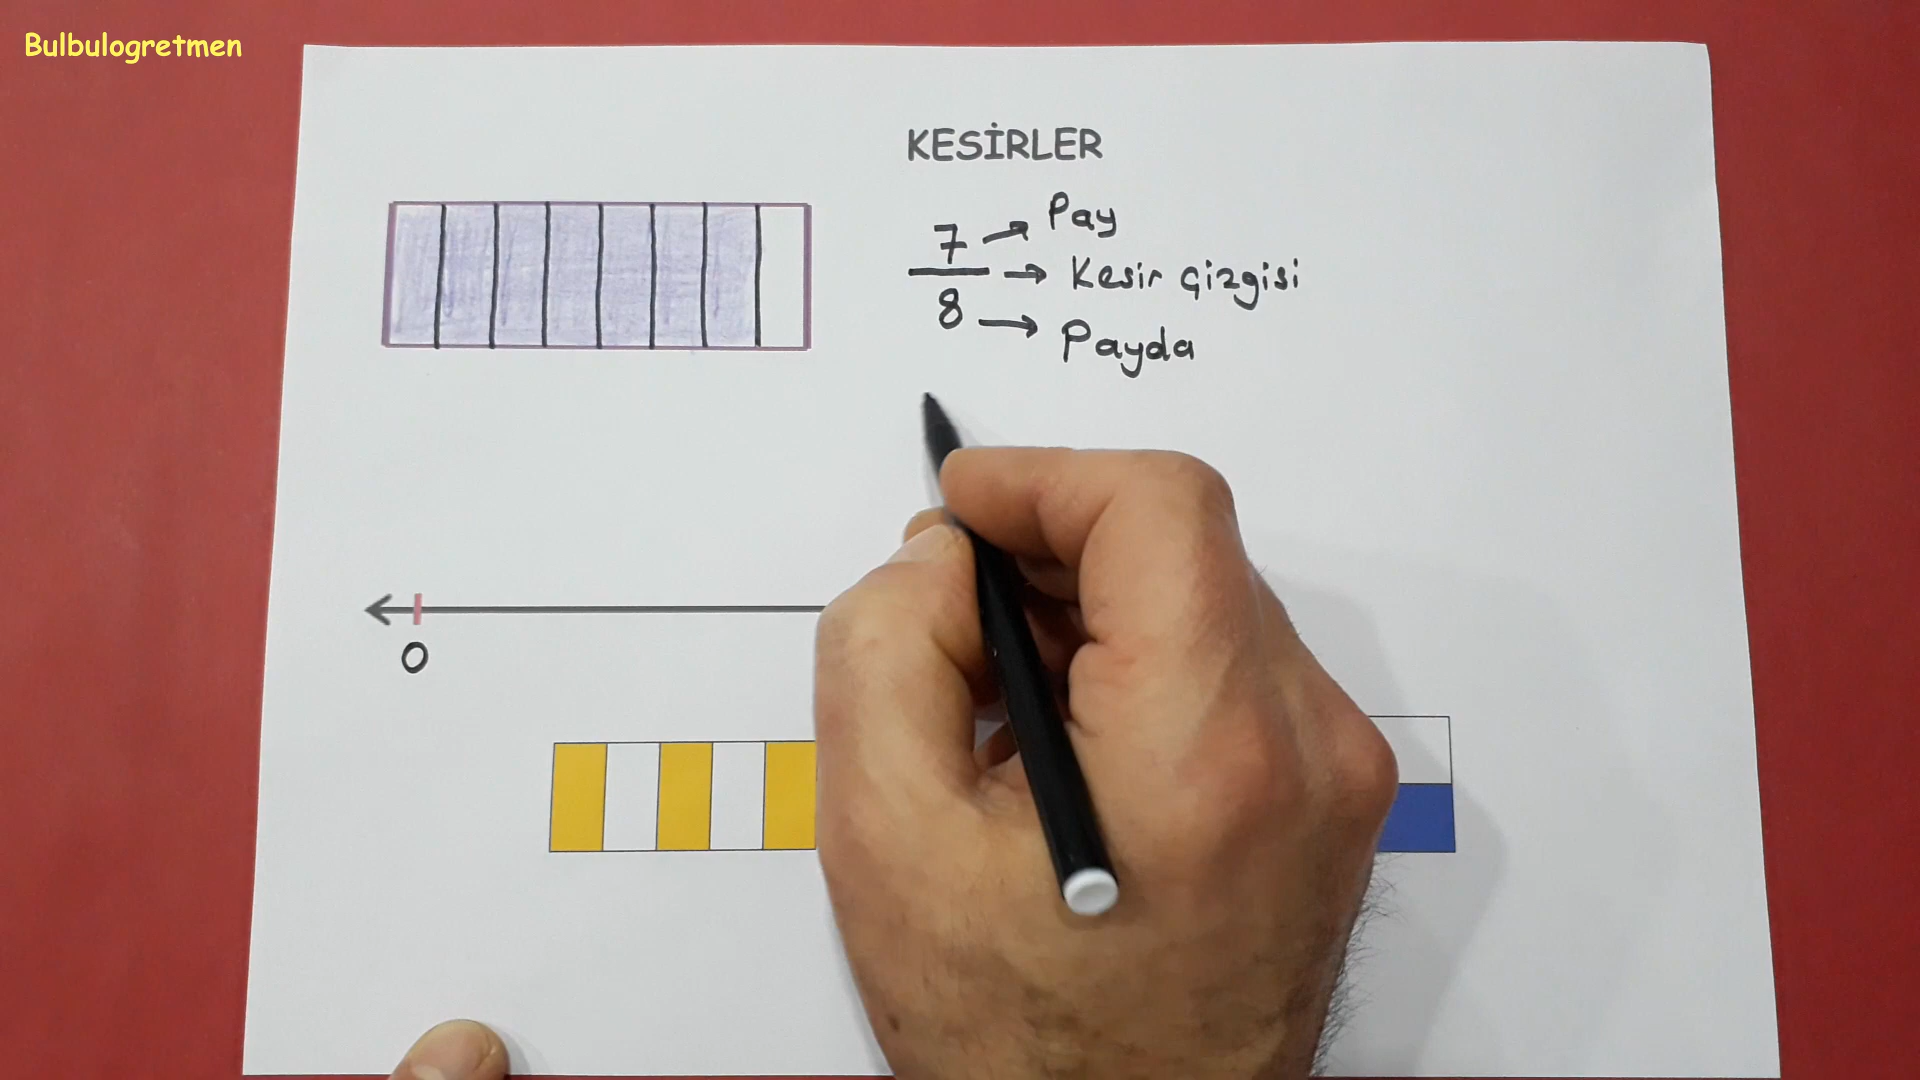 Bulbulogretmen
KESİRLER
7 → Pay
→ Kesir çizgisi
8 → Payda
0